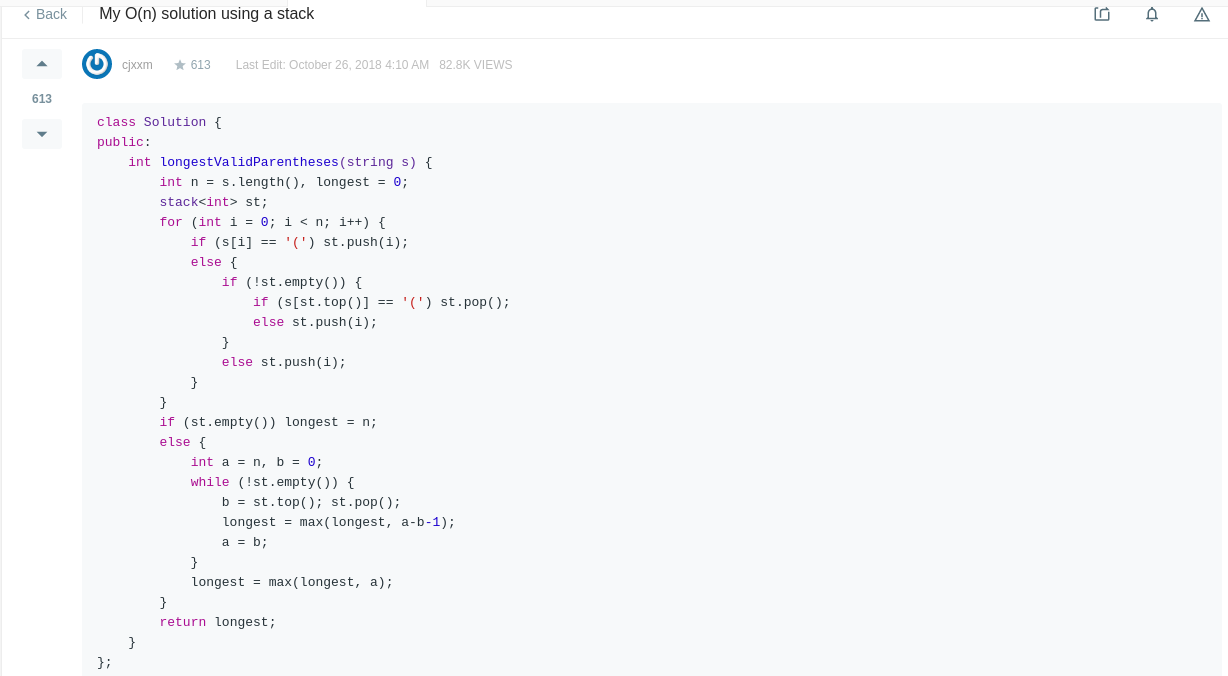 Back
My O(n) solution using a stack
cjxxm 613 Last Edit: October 26, 2018 4:10 AM 82.8K VIEWS
613
class Solution {
public:
    int longestValidParentheses(string s) {
        int n = s.length(), longest = 0;
        stack<int> st;
        for (int i = 0; i < n; i++) {
            if (s[i] == '(') st.push(i);
            else {
                if (!st.empty()) {
                    if (s[st.top()] == '(') st.pop();
                    else st.push(i);
                }
                else st.push(i);
            }
        }
        if (st.empty()) longest = n;
        else {
            int a = n, b = 0;
            while (!st.empty()) {
                b = st.top(); st.pop();
                longest = max(longest, a-b-1);
                a = b;
            }
            longest = max(longest, a);
        }
        return longest;
    }
};